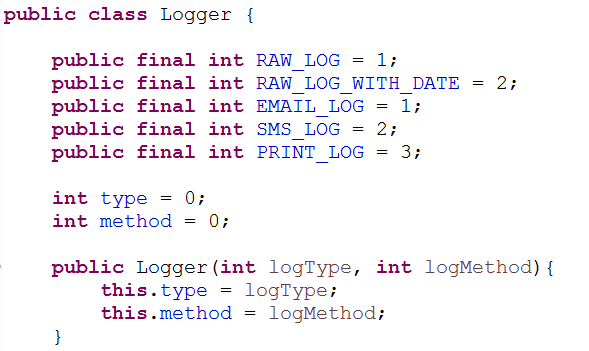 public class Logger {
public final int RAW_LOG = 1;
public final int RAW_LOG_WITH_DATE = 2;
public final int EMAIL_LOG = 1;
public final int SMS_LOG = 2;
public final int PRINT_LOG = 3;
int type = 0;
int method = 0;
public Logger(int logType, int logMethod){
this.type = logType;
this.method = logMethod;
}